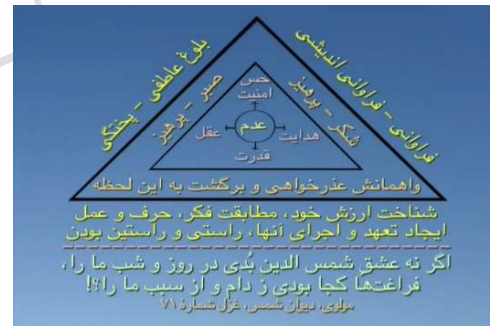 بلوغ عاطفی - پختگی
فراوانی - فراوانی اندیشی
صبر - پرهیز
شکر - پرهیز
حس
امنیت
عقل
عدم
هدایت
قدرت
واهمانش عذرخواهی و برگشت به این لحظه
شناخت ارزش خود، مطابقت فکر، حرف و عمل
ایجاد تعهد و اجرای آنها، راستی و راستین بودن
اگر نه عشق شمس الدین بُدی در روز و شب ما را،
فراغت‌ها کجا بودی ز دام و از سبب ما را؟!
مولوی، دیوان شمس، غزل شمارهٔ ۷۱